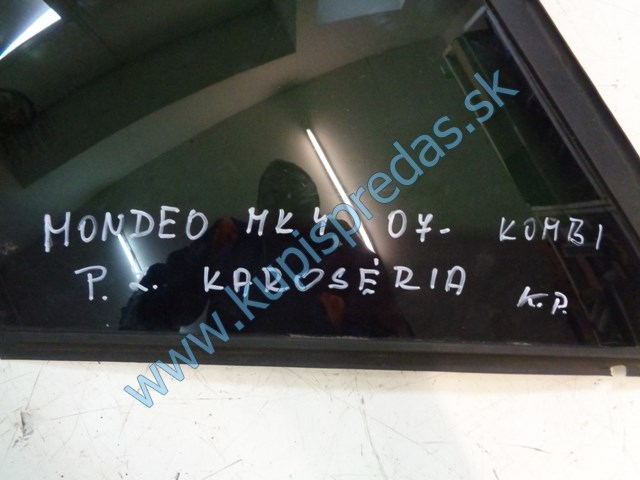 MONDEO MK4 07- KOMBI
P. Z. KAROSÉRIA K.P.
www.kupispredas.sk